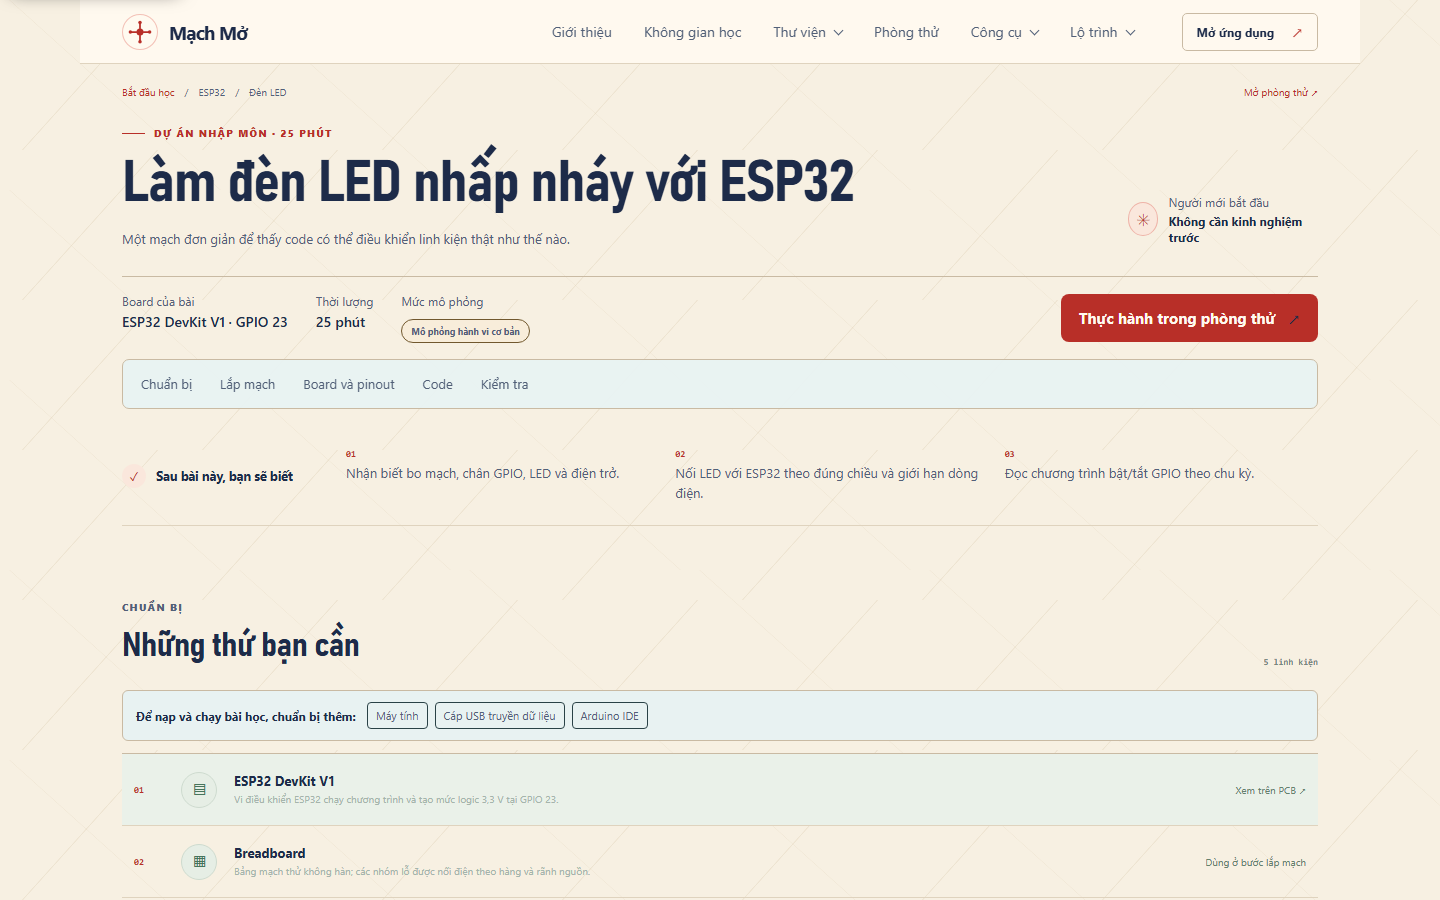 Mạch Mở
Giới thiệu
Không gian học
Thư viện
Phòng thử
Công cụ
Lộ trình
Mở ứng dụng ↗
Bắt đầu học / ESP32 / Đèn LED
Mở phòng thử ↗
DỰ ÁN NHẬP MÔN · 25 PHÚT
Làm đèn LED nhấp nháy với ESP32
Một mạch đơn giản để thấy code có thể điều khiển linh kiện thật như thế nào.
Người mới bắt đầu
Không cần kinh nghiệm
trước
Board của bài
ESP32 DevKit V1 · GPIO 23
Thời lượng
25 phút
Mức mô phỏng
Mô phỏng hành vi cơ bản
Thực hành trong phòng thử ↗
Chuẩn bị
Lắp mạch
Board và pinout
Code
Kiểm tra
✓ Sau bài này, bạn sẽ biết
01
Nhận biết bo mạch, chân GPIO, LED và điện trở.
02
Nối LED với ESP32 theo đúng chiều và giới hạn dòng
điện.
03
Đọc chương trình bật/tắt GPIO theo chu kỳ.
CHUẨN BỊ
Những thứ bạn cần
5 linh kiện
Để nạp và chạy bài học, chuẩn bị thêm:
Máy tính
Cáp USB truyền dữ liệu
Arduino IDE
01
ESP32 DevKit V1
Vi điều khiển ESP32 chạy chương trình và tạo mức logic 3,3 V tại GPIO 23.
Xem trên PCB ↗
02
Breadboard
Bảng mạch thử không hàn; các nhóm lỗ được nối điện theo hàng và rãnh nguồn.
Dùng ở bước lắp mạch